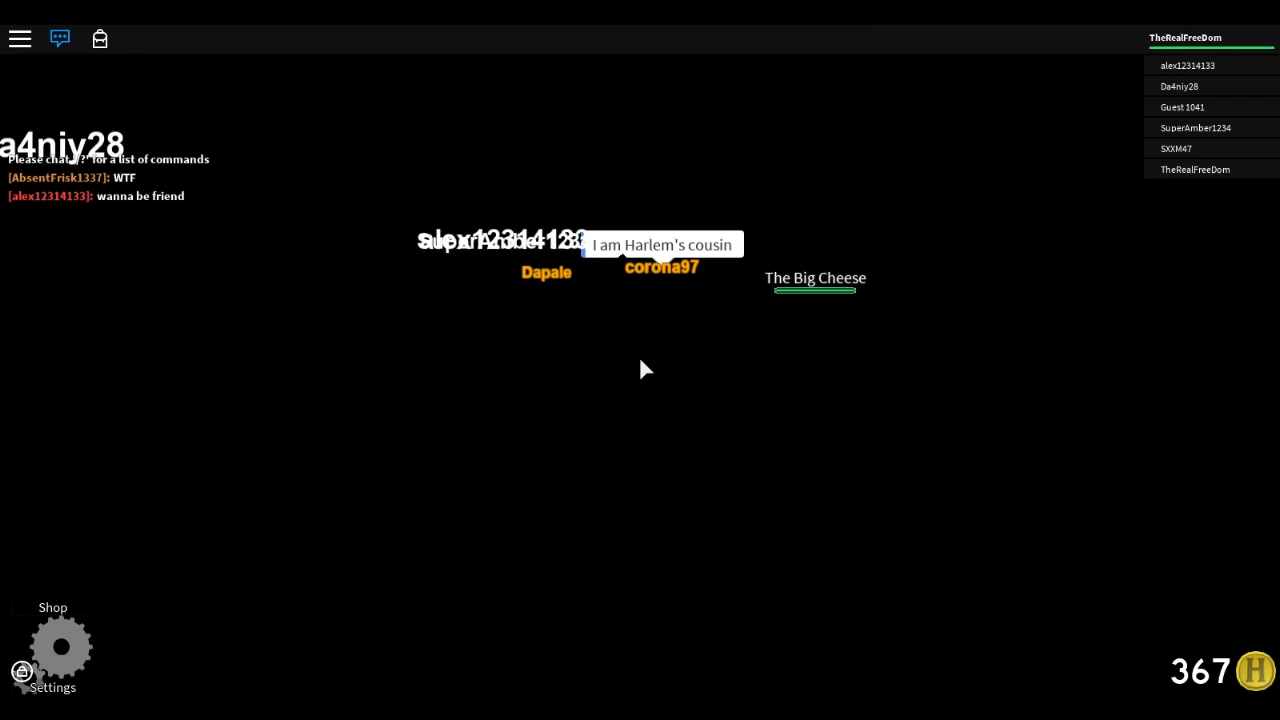 TheRealFreeDom
alex12314133
Da4niy28
Guest 1041
SuperAmber1234
SXXM47
TheRealFreeDom
a4niy28
Please chat '/?' for a list of commands
[AbsentFrisk1337]: WTF
[alex12314133]: wanna be friend
alex12314133
I am Harlem's cousin
Dapale
corona97
The Big Cheese
Shop
Settings
367 H